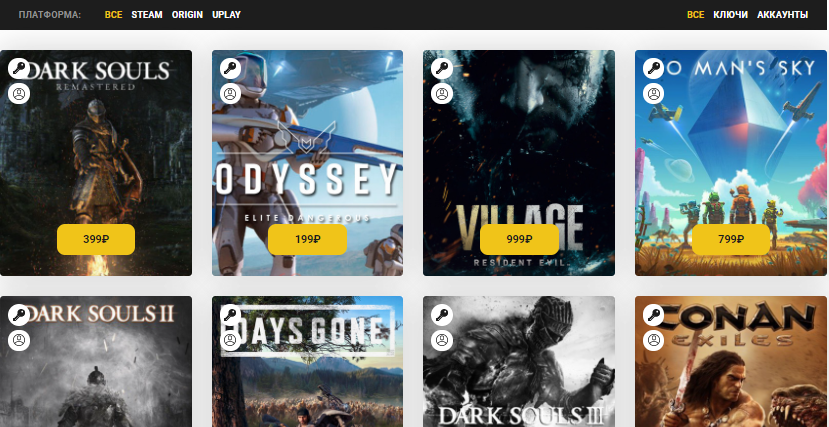 ПЛАТФОРМА: ВСЕ STEAM ORIGIN UPLAY ВСЕ КЛЮЧИ АККАУНТЫ
DARK SOULS
REMASTERED
399₽
ODYSSEY
ELITE DANGEROUS
199₽
VILLAGE
RESIDENT EVIL
999₽
O MAN'S SKY
799₽
DARK SOULS II
DAYS GONE
DARK SOULS III
CONAN
EXILES